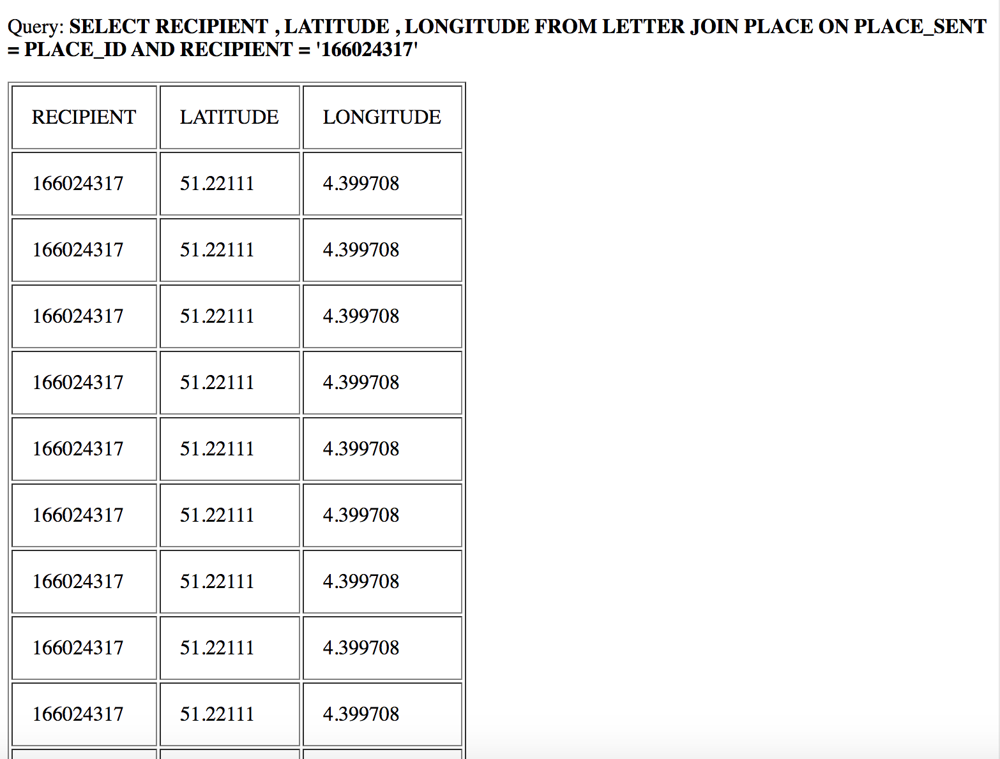 Query: SELECT RECIPIENT , LATITUDE , LONGITUDE FROM LETTER JOIN PLACE ON PLACE_SENT
= PLACE_ID AND RECIPIENT = '166024317'
RECIPIENT LATITUDE LONGITUDE
166024317 51.22111 4.399708
166024317 51.22111 4.399708
166024317 51.22111 4.399708
166024317 51.22111 4.399708
166024317 51.22111 4.399708
166024317 51.22111 4.399708
166024317 51.22111 4.399708
166024317 51.22111 4.399708
166024317 51.22111 4.399708